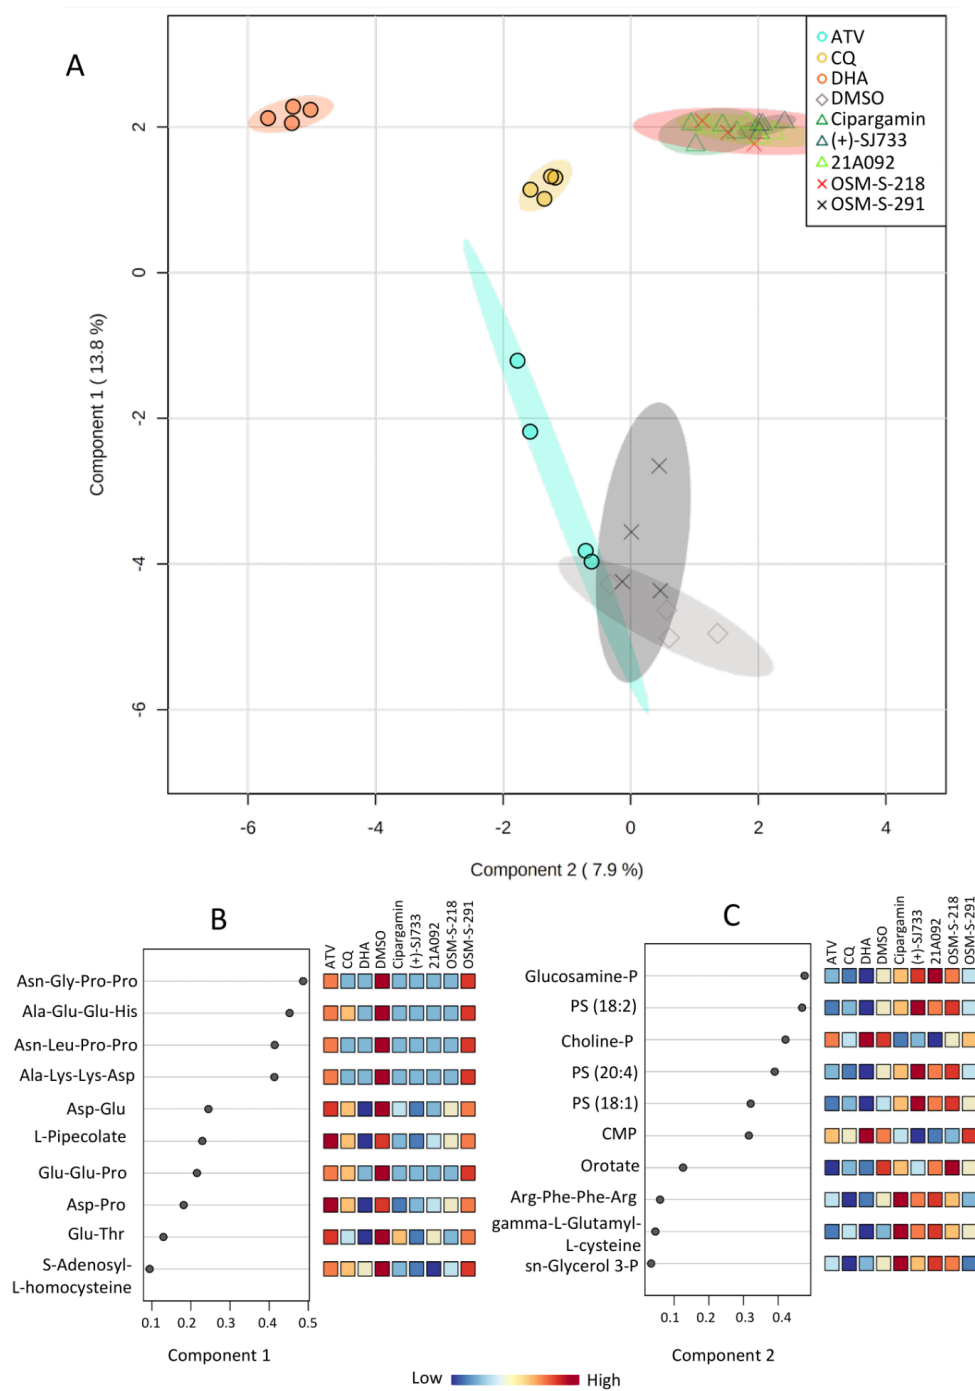 A
ATV
CQ
DHA
DMSO
Cipargamin
(+)-SJ733
21A092
OSM-S-218
OSM-S-291
2
0
-2
-4
-6
Component 1 ( 13.8 %)
-6
-4
-2
0
2
4
Component 2 ( 7.9 %)
B
ATV
CQ
DHA
DMSO
Cipargamin
(+)-SJ733
21A092
OSM-S-218
OSM-S-291
Asn-Gly-Pro-Pro
Ala-Glu-Glu-His
Asn-Leu-Pro-Pro
Ala-Lys-Lys-Asp
Asp-Glu
L-Pipecolate
Glu-Glu-Pro
Asp-Pro
Glu-Thr
S-Adenosyl-
L-homocysteine
0.1 0.2 0.3 0.4 0.5
Component 1
C
ATV
CQ
DHA
DMSO
Cipargamin
(+)-SJ733
21A092
OSM-S-218
OSM-S-291
Glucosamine-P
PS (18:2)
Choline-P
PS (20:4)
PS (18:1)
CMP
Orotate
Arg-Phe-Phe-Arg
gamma-L-Glutamyl-
L-cysteine
sn-Glycerol 3-P
0.1 0.2 0.3 0.4
Component 2
Low High